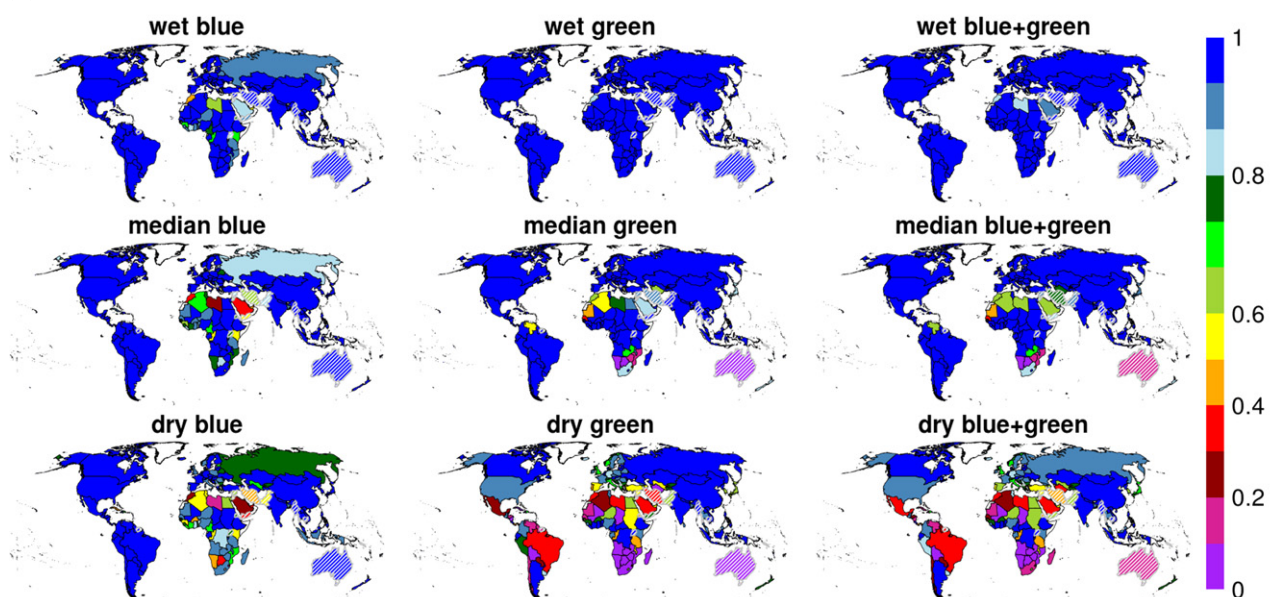 wet blue
wet green
wet blue+green
median blue
median green
median blue+green
dry blue
dry green
dry blue+green
1
0.8
0.6
0.4
0.2
0